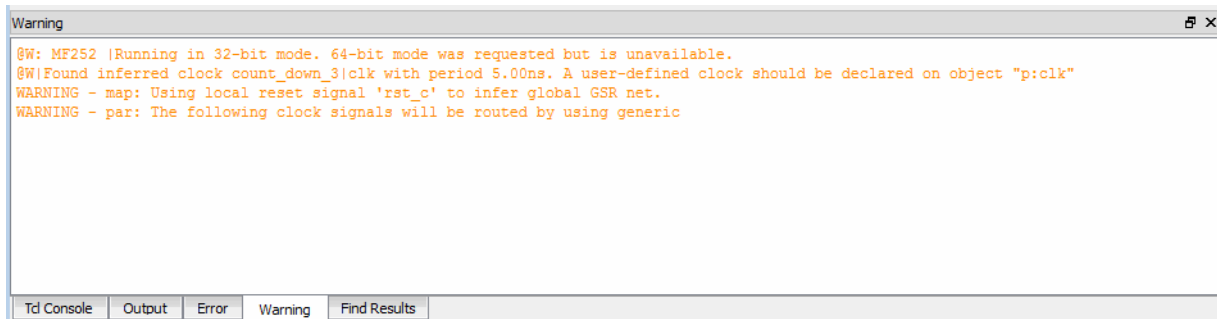 Warning
@W: MF252 |Running in 32-bit mode. 64-bit mode was requested but is unavailable.
@W|Found inferred clock count_down_3|clk with period 5.00ns. A user-defined clock should be declared on object "p:clk"
WARNING - map: Using local reset signal 'rst_c' to infer global GSR net.
WARNING - par: The following clock signals will be routed by using generic
Tcl Console Output Error Warning Find Results